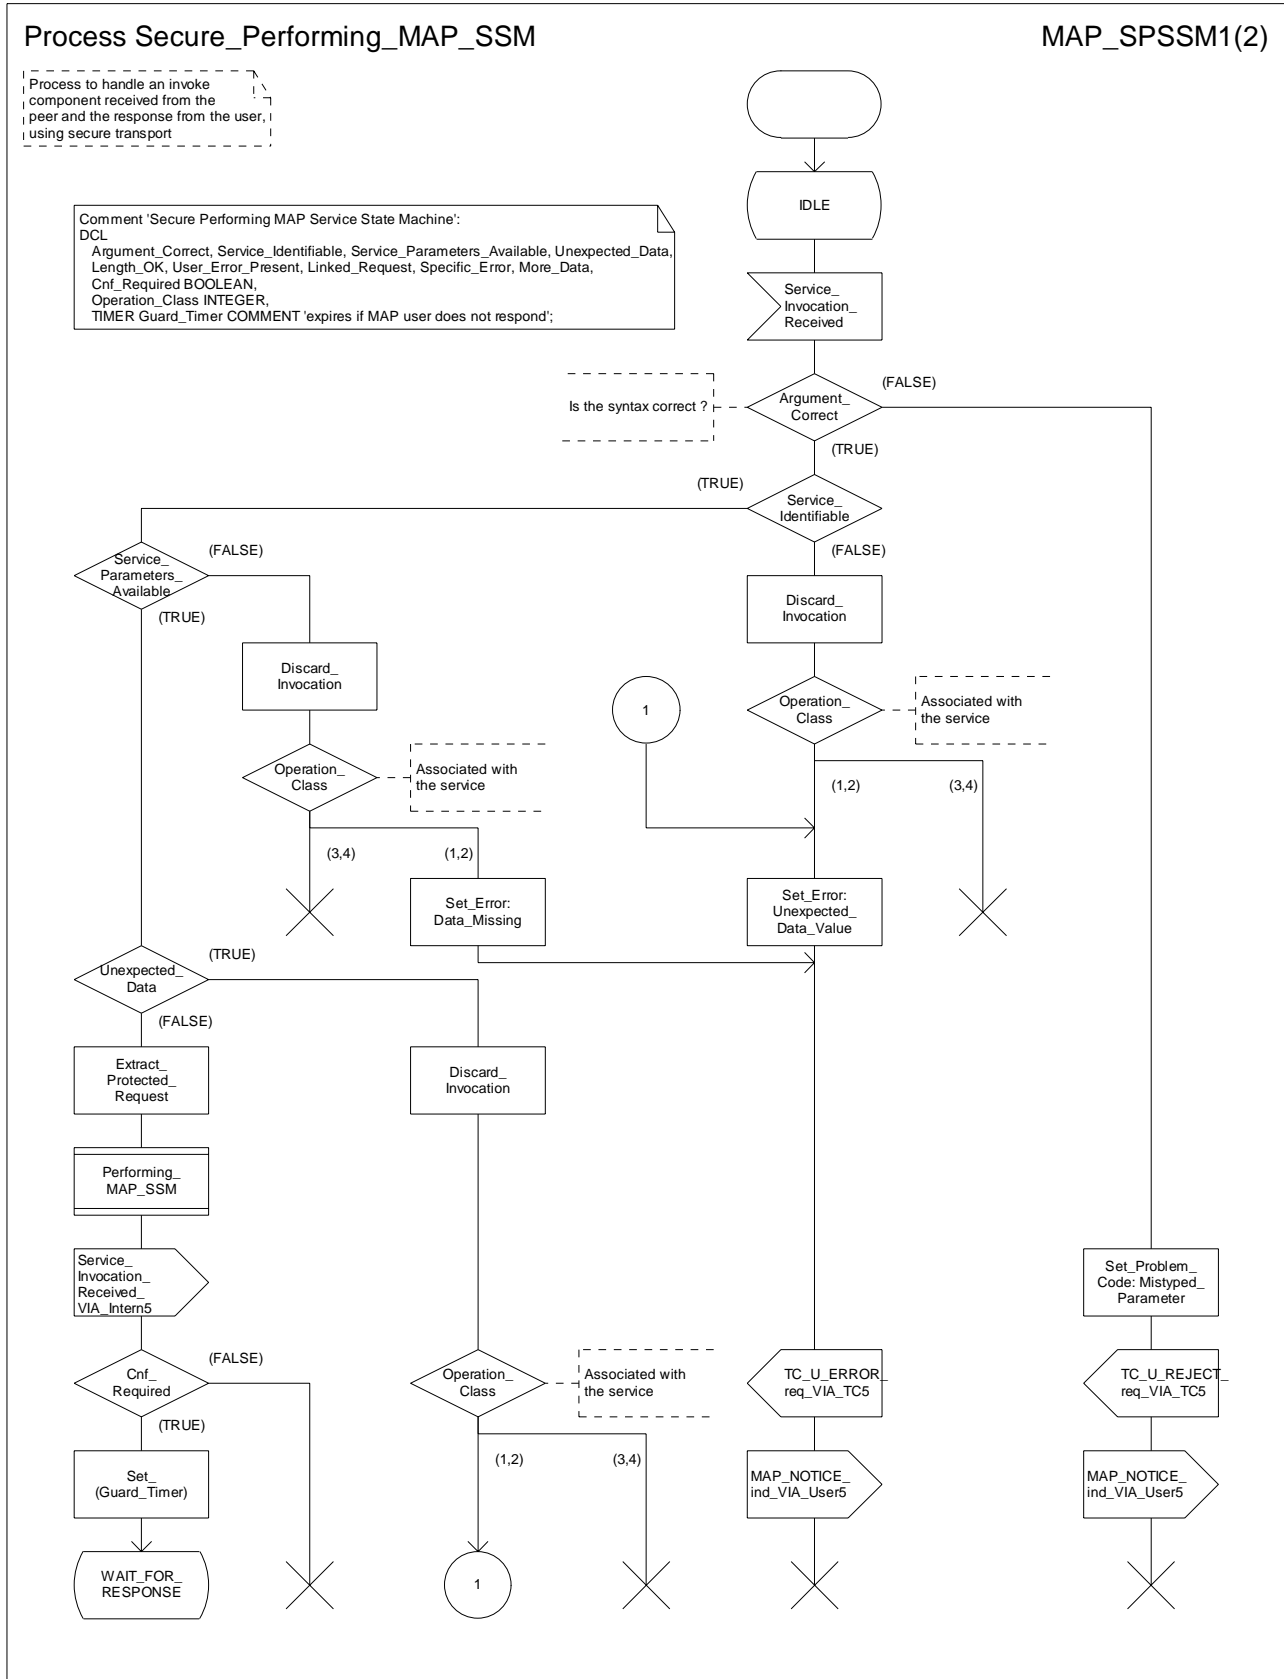 Process Secure_Performing_MAP_SSM
MAP_SPSSM1(2)
Process to handle an invoke
component received from the
peer and the response from the user,
using secure transport
IDLE
Comment 'Secure Performing MAP Service State Machine':
DCL
Argument_Correct, Service_Identifiable, Service_Parameters_Available, Unexpected_Data,
Length_OK, User_Error_Present, Linked_Request, Specific_Error, More_Data,
Cnf_Required BOOLEAN,
Operation_Class INTEGER,
TIMER Guard_Timer COMMENT 'expires if MAP user does not respond';
Service_
Invocation_
Received
(FALSE)
Is the syntax correct ?
Argument_
Correct
(TRUE)
(TRUE)
Service_
Identifiable
(FALSE)
(FALSE)
Service_
Parameters_
Available
(TRUE)
Discard_
Invocation
Discard_
Invocation
1
Operation_
Class
Associated with
the service
Operation_
Class
Associated with
the service
(1,2)
(3,4)
(3,4)
(1,2)
Set_Error:
Data_Missing
Set_Error:
Unexpected_
Data_Value
(TRUE)
Unexpected_
Data
(FALSE)
Extract_
Protected_
Request
Discard_
Invocation
Performing_
MAP_SSM
Service_
Invocation_
Received_
VIA_Intern5
Set_Problem_
Code: Mistyped_
Parameter
(FALSE)
Cnf_
Required
(TRUE)
Operation_
Class
Associated with
the service
TC_U_ERROR_
req_VIA_TC5
TC_U_REJECT_
req_VIA_TC5
(1,2)
(3,4)
Set_
(Guard_Timer)
MAP_NOTICE_
ind_VIA_User5
MAP_NOTICE_
ind_VIA_User5
WAIT_FOR_
RESPONSE
1